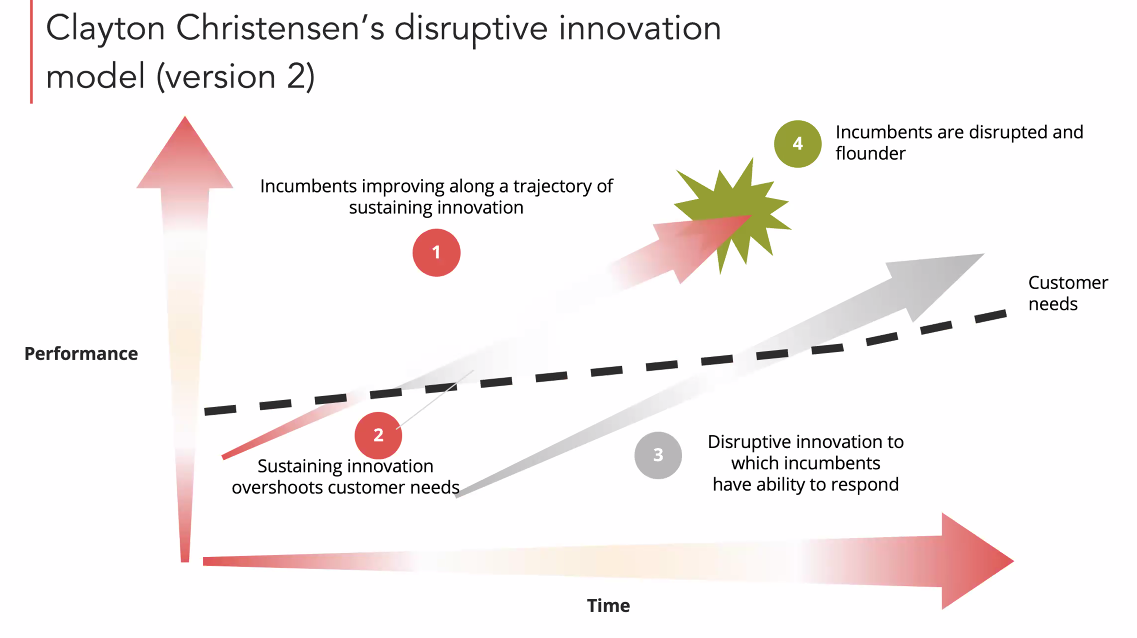 Clayton Christensen’s disruptive innovation
model (version 2)
4
Incumbents are disrupted and
flounder
Incumbents improving along a trajectory of
sustaining innovation
1
Customer
needs
Performance
2
Sustaining innovation
overshoots customer needs
3
Disruptive innovation to
which incumbents
have ability to respond
Time